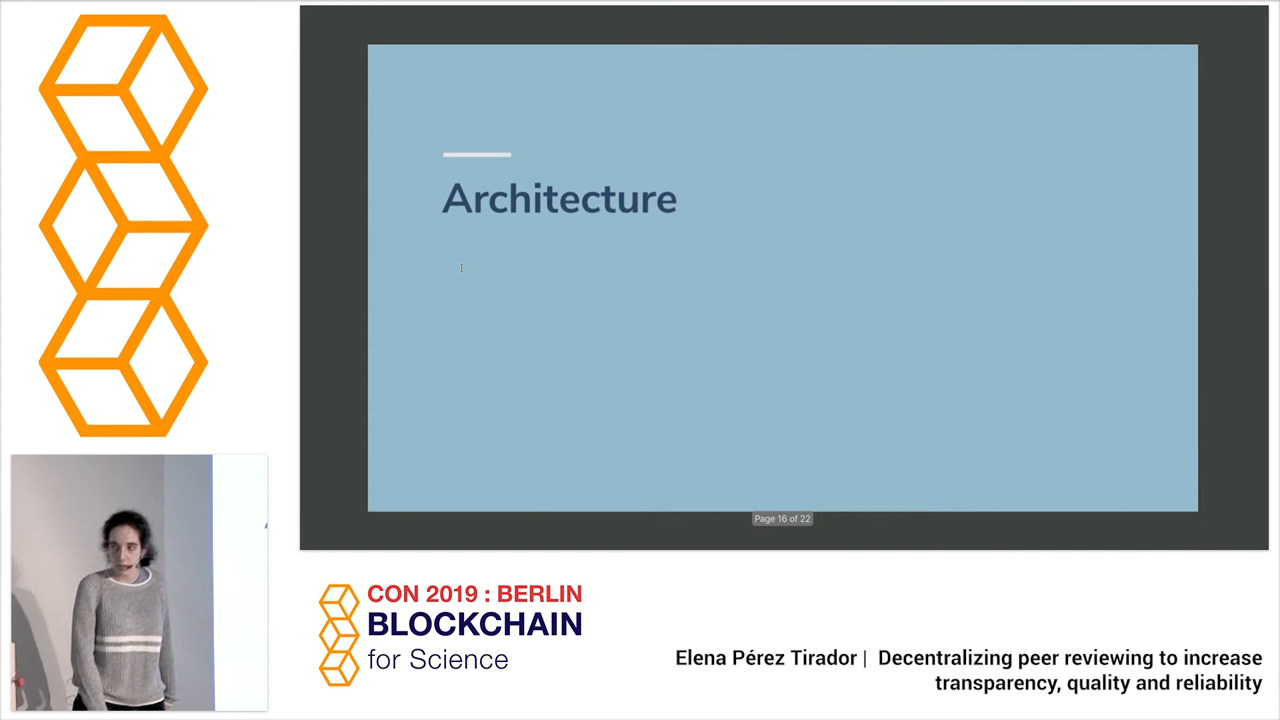 Architecture
Page 16 of 22
CON 2019 : BERLIN
BLOCKCHAIN
for Science
Elena Pérez Tirador | Decentralizing peer reviewing to increase
transparency, quality and reliability